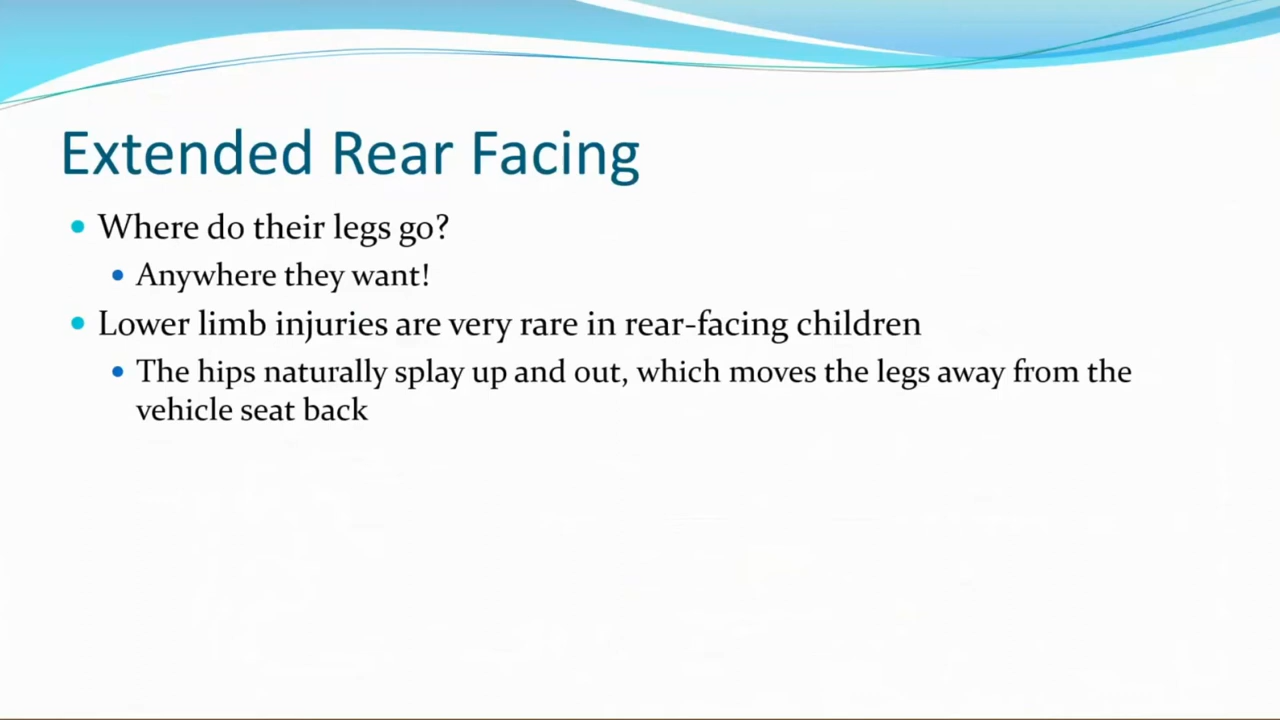 Extended Rear Facing
• Where do their legs go?
• Anywhere they want!
• Lower limb injuries are very rare in rear-facing children
• The hips naturally splay up and out, which moves the legs away from the
vehicle seat back